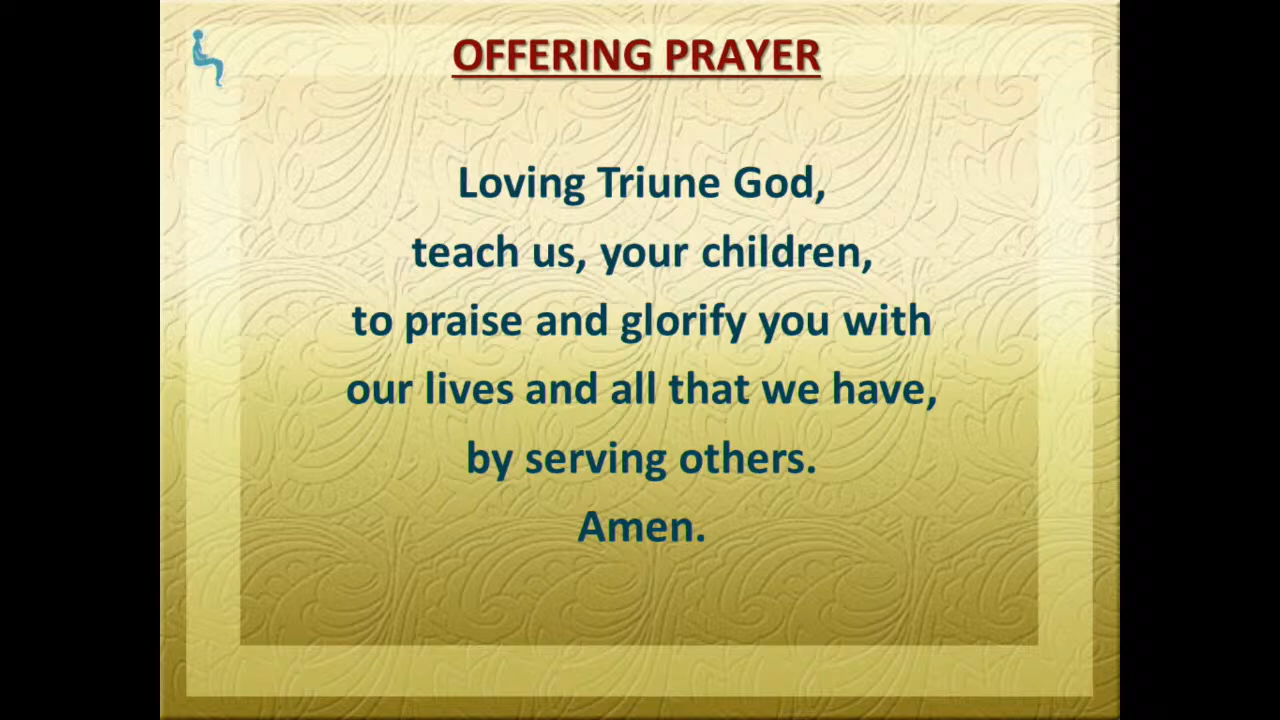 OFFERING PRAYER
Loving Triune God,
teach us, your children,
to praise and glorify you with
our lives and all that we have,
by serving others.
Amen.